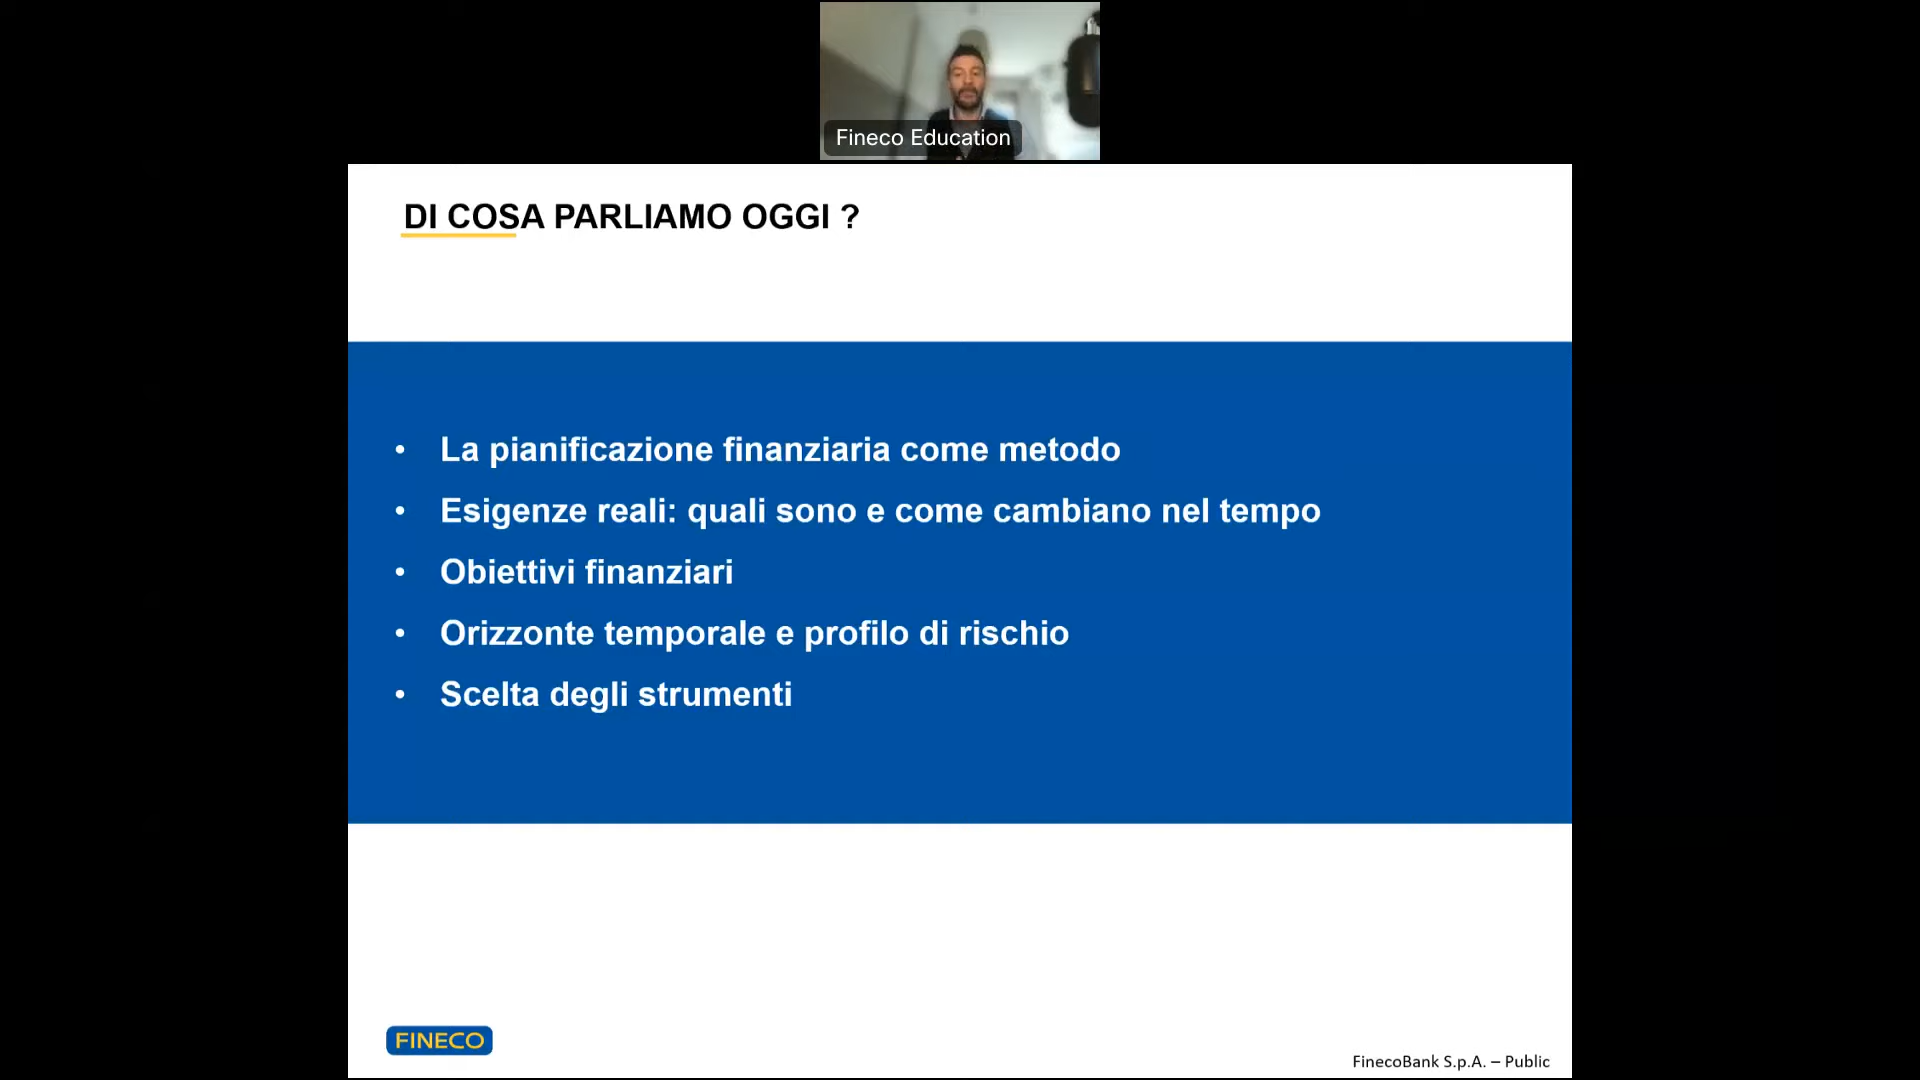 Fineco Education
DI COSA PARLIAMO OGGI ?
• La pianificazione finanziaria come metodo
• Esigenze reali: quali sono e come cambiano nel tempo
• Obiettivi finanziari
• Orizzonte temporale e profilo di rischio
• Scelta degli strumenti
FINECO
FinecoBank S.p.A. – Public